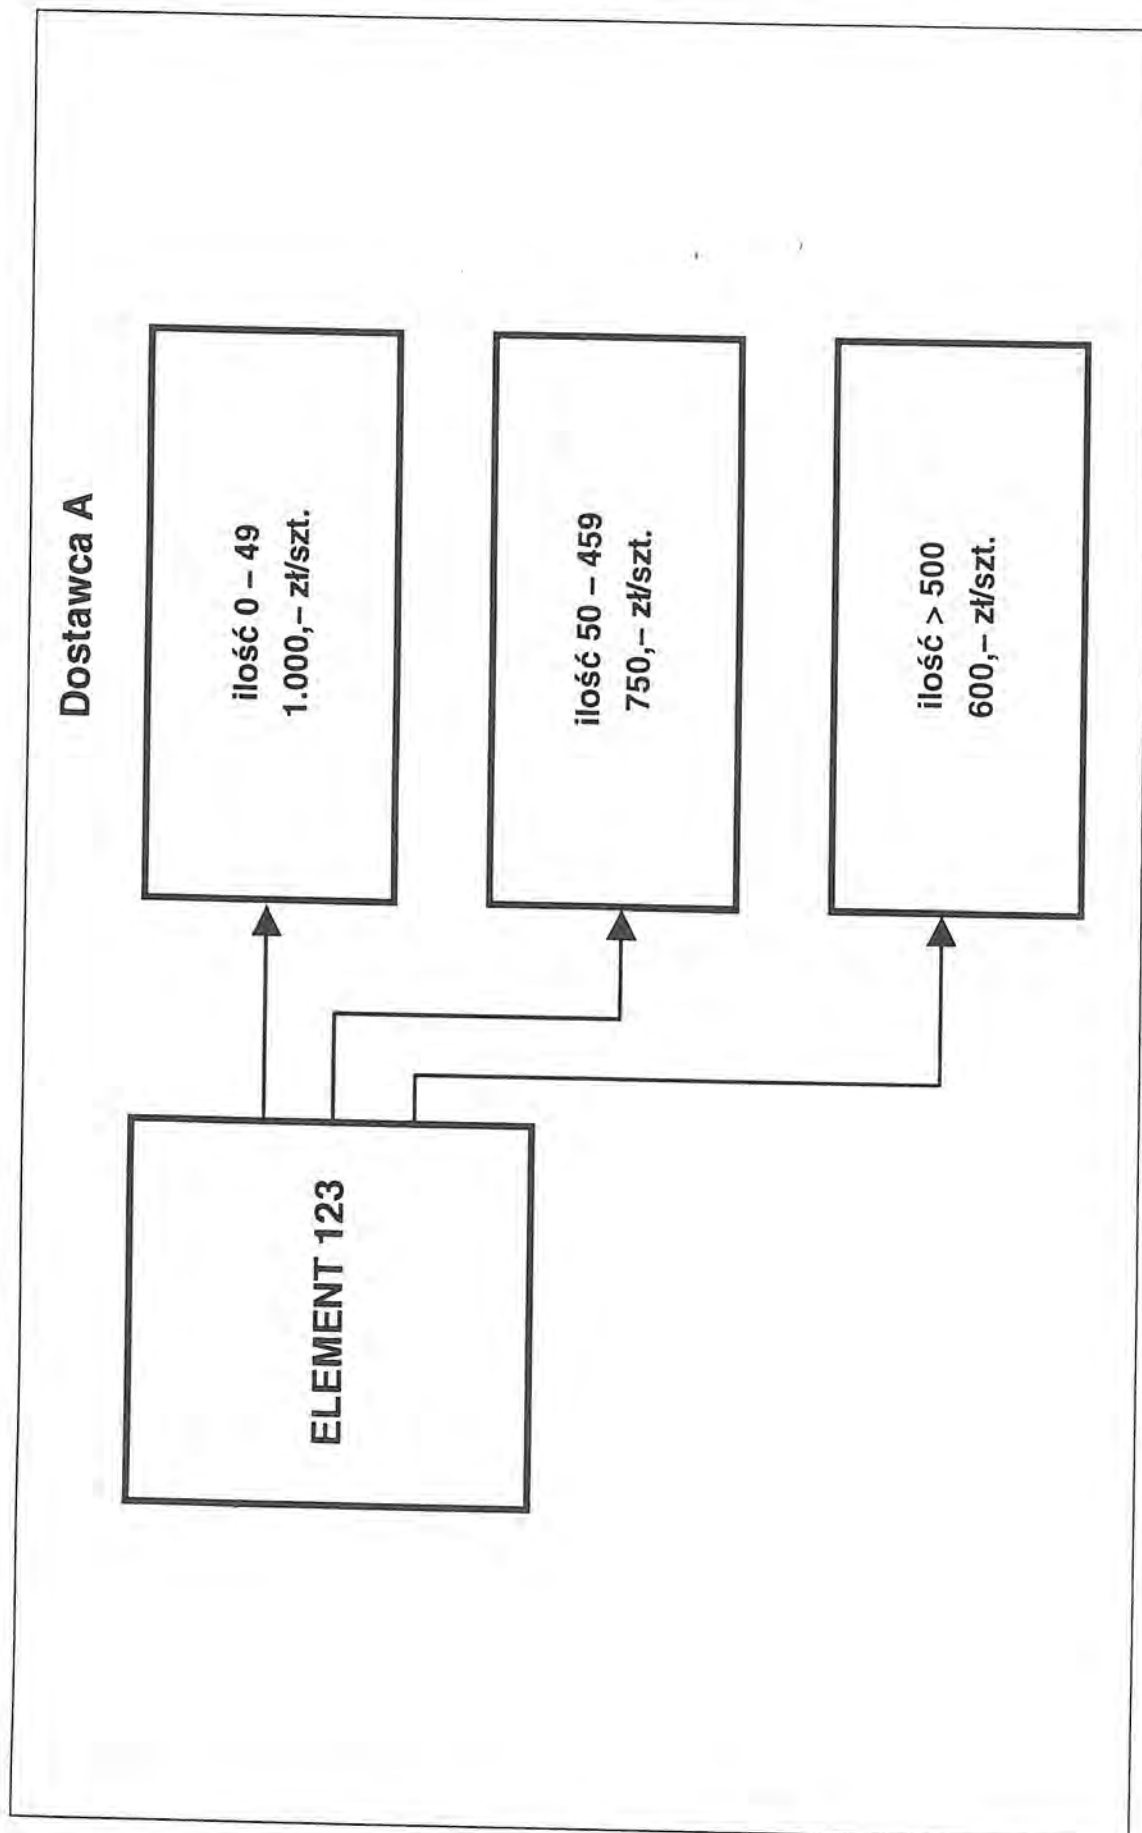 Dostawca A
ELEMENT 123
ilość 0 – 49
1.000,– zł/szt.
ilość 50 – 459
750,– zł/szt.
ilość > 500
600,– zł/szt.